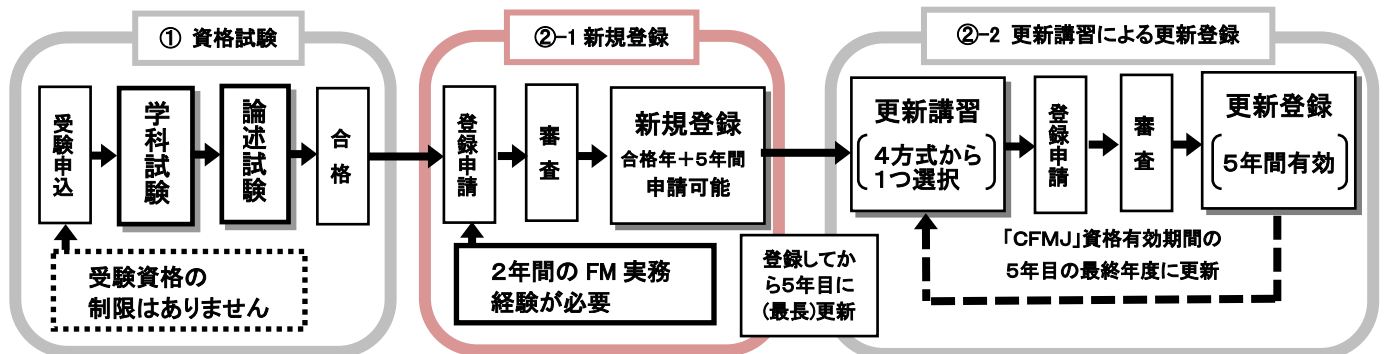 ① 資格試験
受験申込
学科試験
論述試験
合格
受験資格の
制限はありません
②-1 新規登録
登録申請
審査
新規登録
合格年+5年間
申請可能
2年間の FM 実務
経験が必要
登録してか
ら5年目に
(最長)更新
②-2 更新講習による更新登録
更新講習
4方式から
1つ選択
登録申請
審査
更新登録
5年間有効
「CFMJ」資格有効期間の
5年目の最終年度に更新